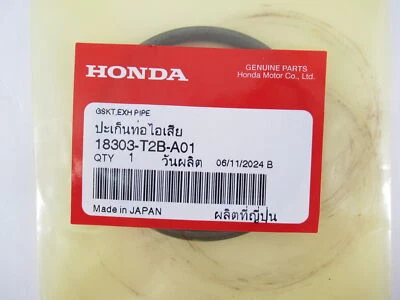 HONDA
GENUINE PARTS
Honda Motor Co., Ltd.
GSKT,EXH PIPE
ปะเก็นท่อไอเสีย
18303-T2B-A01
QTY 1 วันผลิต 06/11/2024 B
Made in JAPAN ผลิตที่ญี่ปุ่น